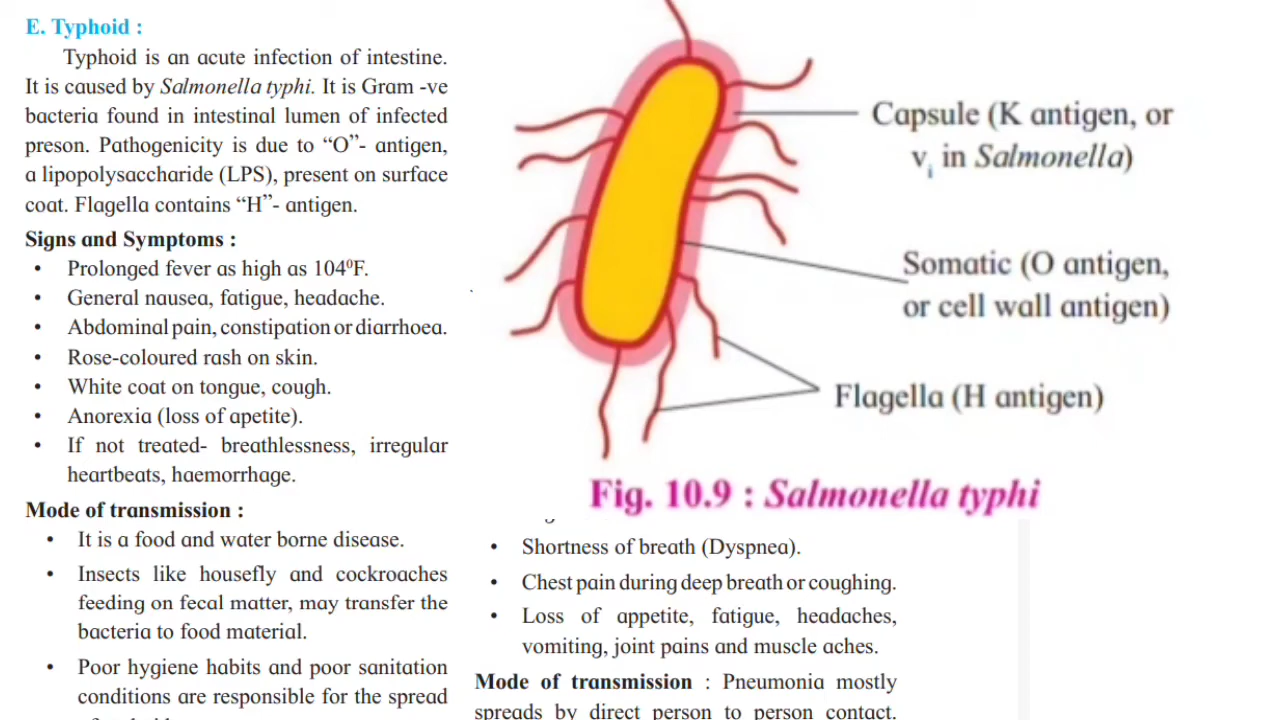 E. Typhoid :
Typhoid is an acute infection of intestine.
It is caused by Salmonella typhi. It is Gram -ve
bacteria found in intestinal lumen of infected
preson. Pathogenicity is due to “O”- antigen,
a lipopolysaccharide (LPS), present on surface
coat. Flagella contains “H”- antigen.
Signs and Symptoms :
• Prolonged fever as high as 104⁰F.
• General nausea, fatigue, headache.
• Abdominal pain, constipation or diarrhoea.
• Rose-coloured rash on skin.
• White coat on tongue, cough.
• Anorexia (loss of apetite).
• If not treated- breathlessness, irregular
heartbeats, haemorrhage.
Mode of transmission :
• It is a food and water borne disease.
• Insects like housefly and cockroaches
feeding on fecal matter, may transfer the
bacteria to food material.
• Poor hygiene habits and poor sanitation
conditions are responsible for the spread
Capsule (K antigen, or
vi in Salmonella)
Somatic (O antigen,
or cell wall antigen)
Flagella (H antigen)
Fig. 10.9 : Salmonella typhi
• Shortness of breath (Dyspnea).
• Chest pain during deep breath or coughing.
• Loss of appetite, fatigue, headaches,
vomiting, joint pains and muscle aches.
Mode of transmission : Pneumonia mostly
spreads by direct person to person contact.